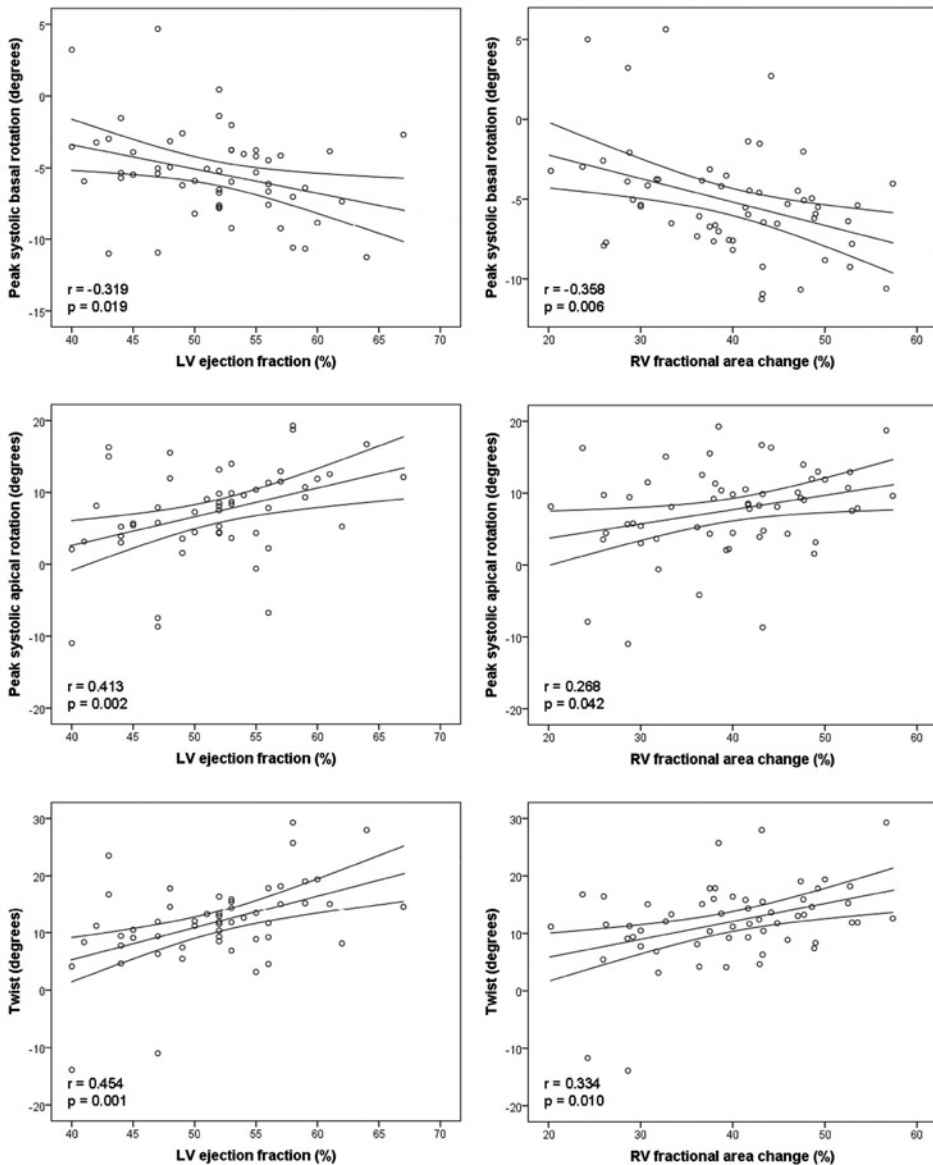 Peak systolic basal rotation (degrees)
5
0
-5
-10
-15
r = -0.319
p = 0.019
40 45 50 55 60 65 70
LV ejection fraction (%)
Peak systolic basal rotation (degrees)
5
0
-5
-10
r = -0.358
p = 0.006
20 30 40 50 60
RV fractional area change (%)
Peak systolic apical rotation (degrees)
20
10
0
-10
-20
r = 0.413
p = 0.002
40 45 50 55 60 65 70
LV ejection fraction (%)
Peak systolic apical rotation (degrees)
20
10
0
-10
-20
r = 0.268
p = 0.042
20 30 40 50 60
RV fractional area change (%)
Twist (degrees)
30
20
10
0
-10
-20
r = 0.454
p = 0.001
40 45 50 55 60 65 70
LV ejection fraction (%)
Twist (degrees)
30
20
10
0
-10
-20
r = 0.334
p = 0.010
20 30 40 50 60
RV fractional area change (%)